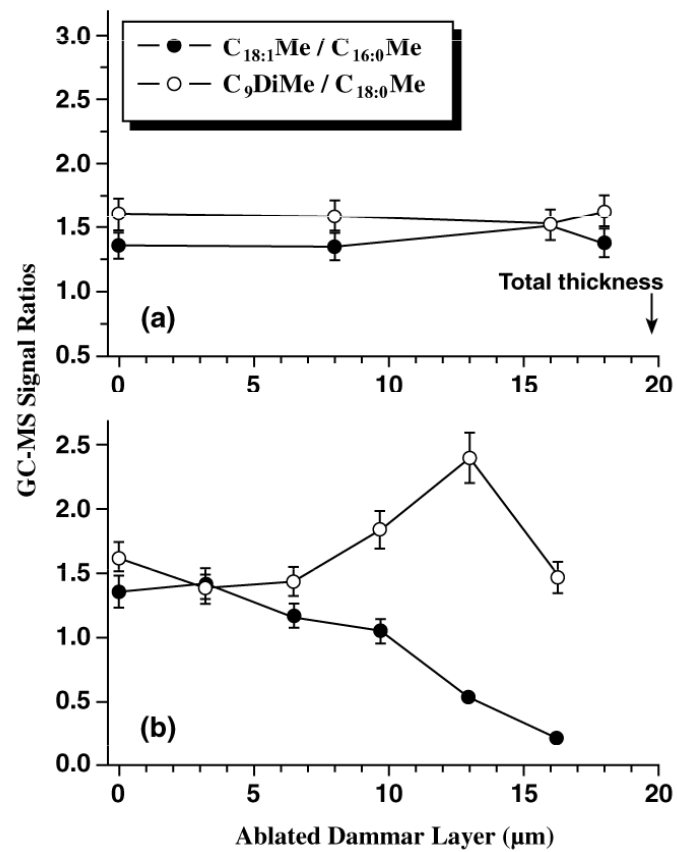 3.0
C18:1Me / C16:0Me
2.5
C9DiMe / C18:0Me
2.0
1.5
1.0
Total thickness
0.5
(a)
0 5 10 15 20
GC-MS Signal Ratios
2.5
2.0
1.5
1.0
0.5
(b)
0.0
0 5 10 15 20
Ablated Dammar Layer (µm)